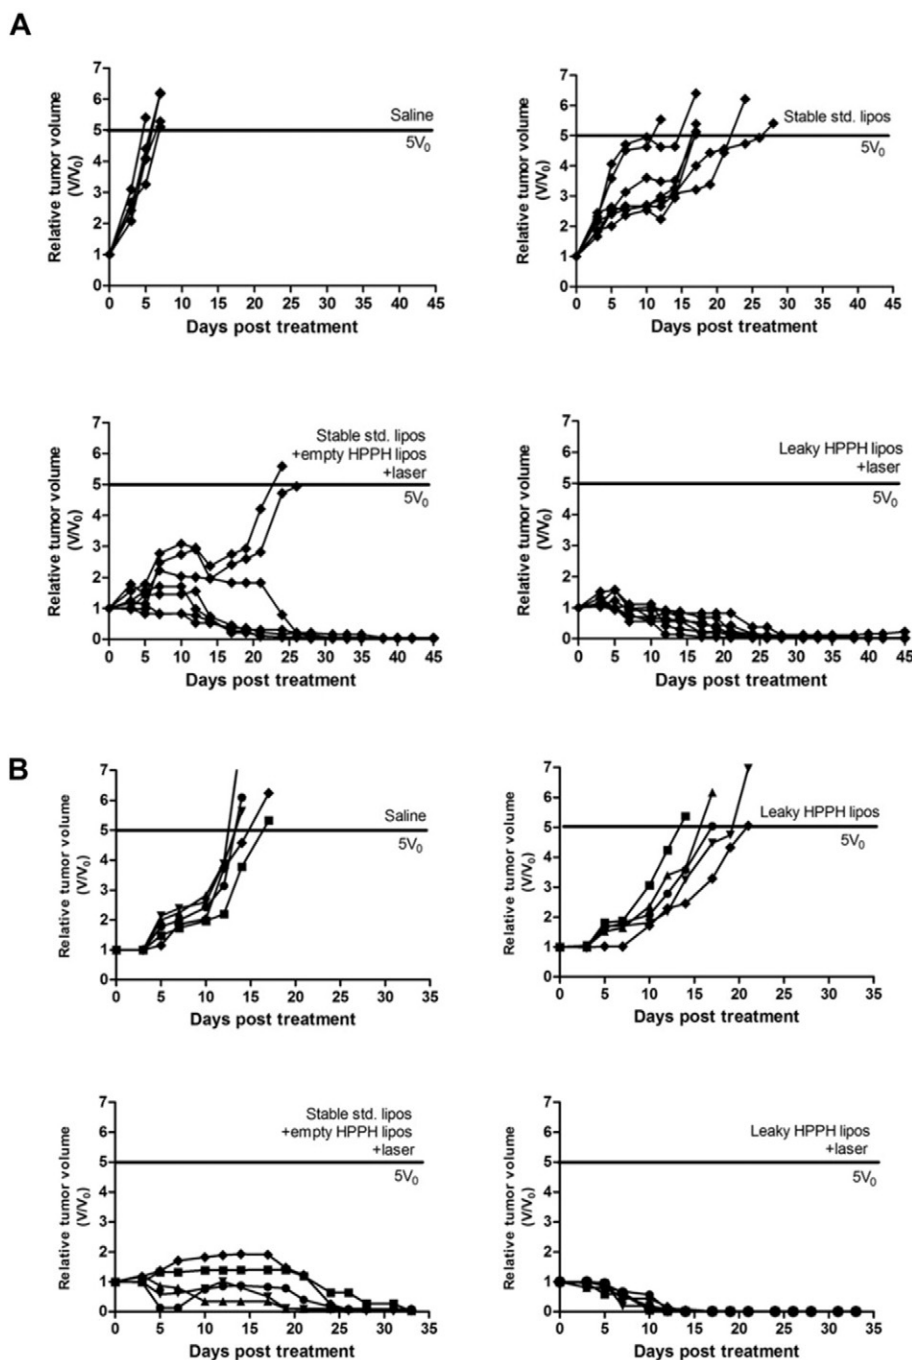 A
7
6
5
4
3
2
1
0
Relative tumor volume
(V/V₀)
Saline
5V₀
0 5 10 15 20 25 30 35 40 45
Days post treatment
7
6
5
4
3
2
1
0
Relative tumor volume
(V/V₀)
Stable std. lipos
5V₀
0 5 10 15 20 25 30 35 40 45
Days post treatment
7
6
5
4
3
2
1
0
Relative tumor volume
(V/V₀)
Stable std. lipos
+empty HPPH lipos
+laser
5V₀
0 5 10 15 20 25 30 35 40 45
Days post treatment
7
6
5
4
3
2
1
0
Relative tumor volume
(V/V₀)
Leaky HPPH lipos
+laser
5V₀
0 5 10 15 20 25 30 35 40 45
Days post treatment
B
7
6
5
4
3
2
1
0
Relative tumor volume
(V/V₀)
Saline
5V₀
0 5 10 15 20 25 30 35
Days post treatment
7
6
5
4
3
2
1
0
Relative tumor volume
(V/V₀)
Leaky HPPH lipos
5V₀
0 5 10 15 20 25 30 35
Days post treatment
7
6
5
4
3
2
1
0
Relative tumor volume
(V/V₀)
Stable std. lipos
+empty HPPH lipos
+laser
5V₀
0 5 10 15 20 25 30 35
Days post treatment
7
6
5
4
3
2
1
0
Relative tumor volume
(V/V₀)
Leaky HPPH lipos
+laser
5V₀
0 5 10 15 20 25 30 35
Days post treatment